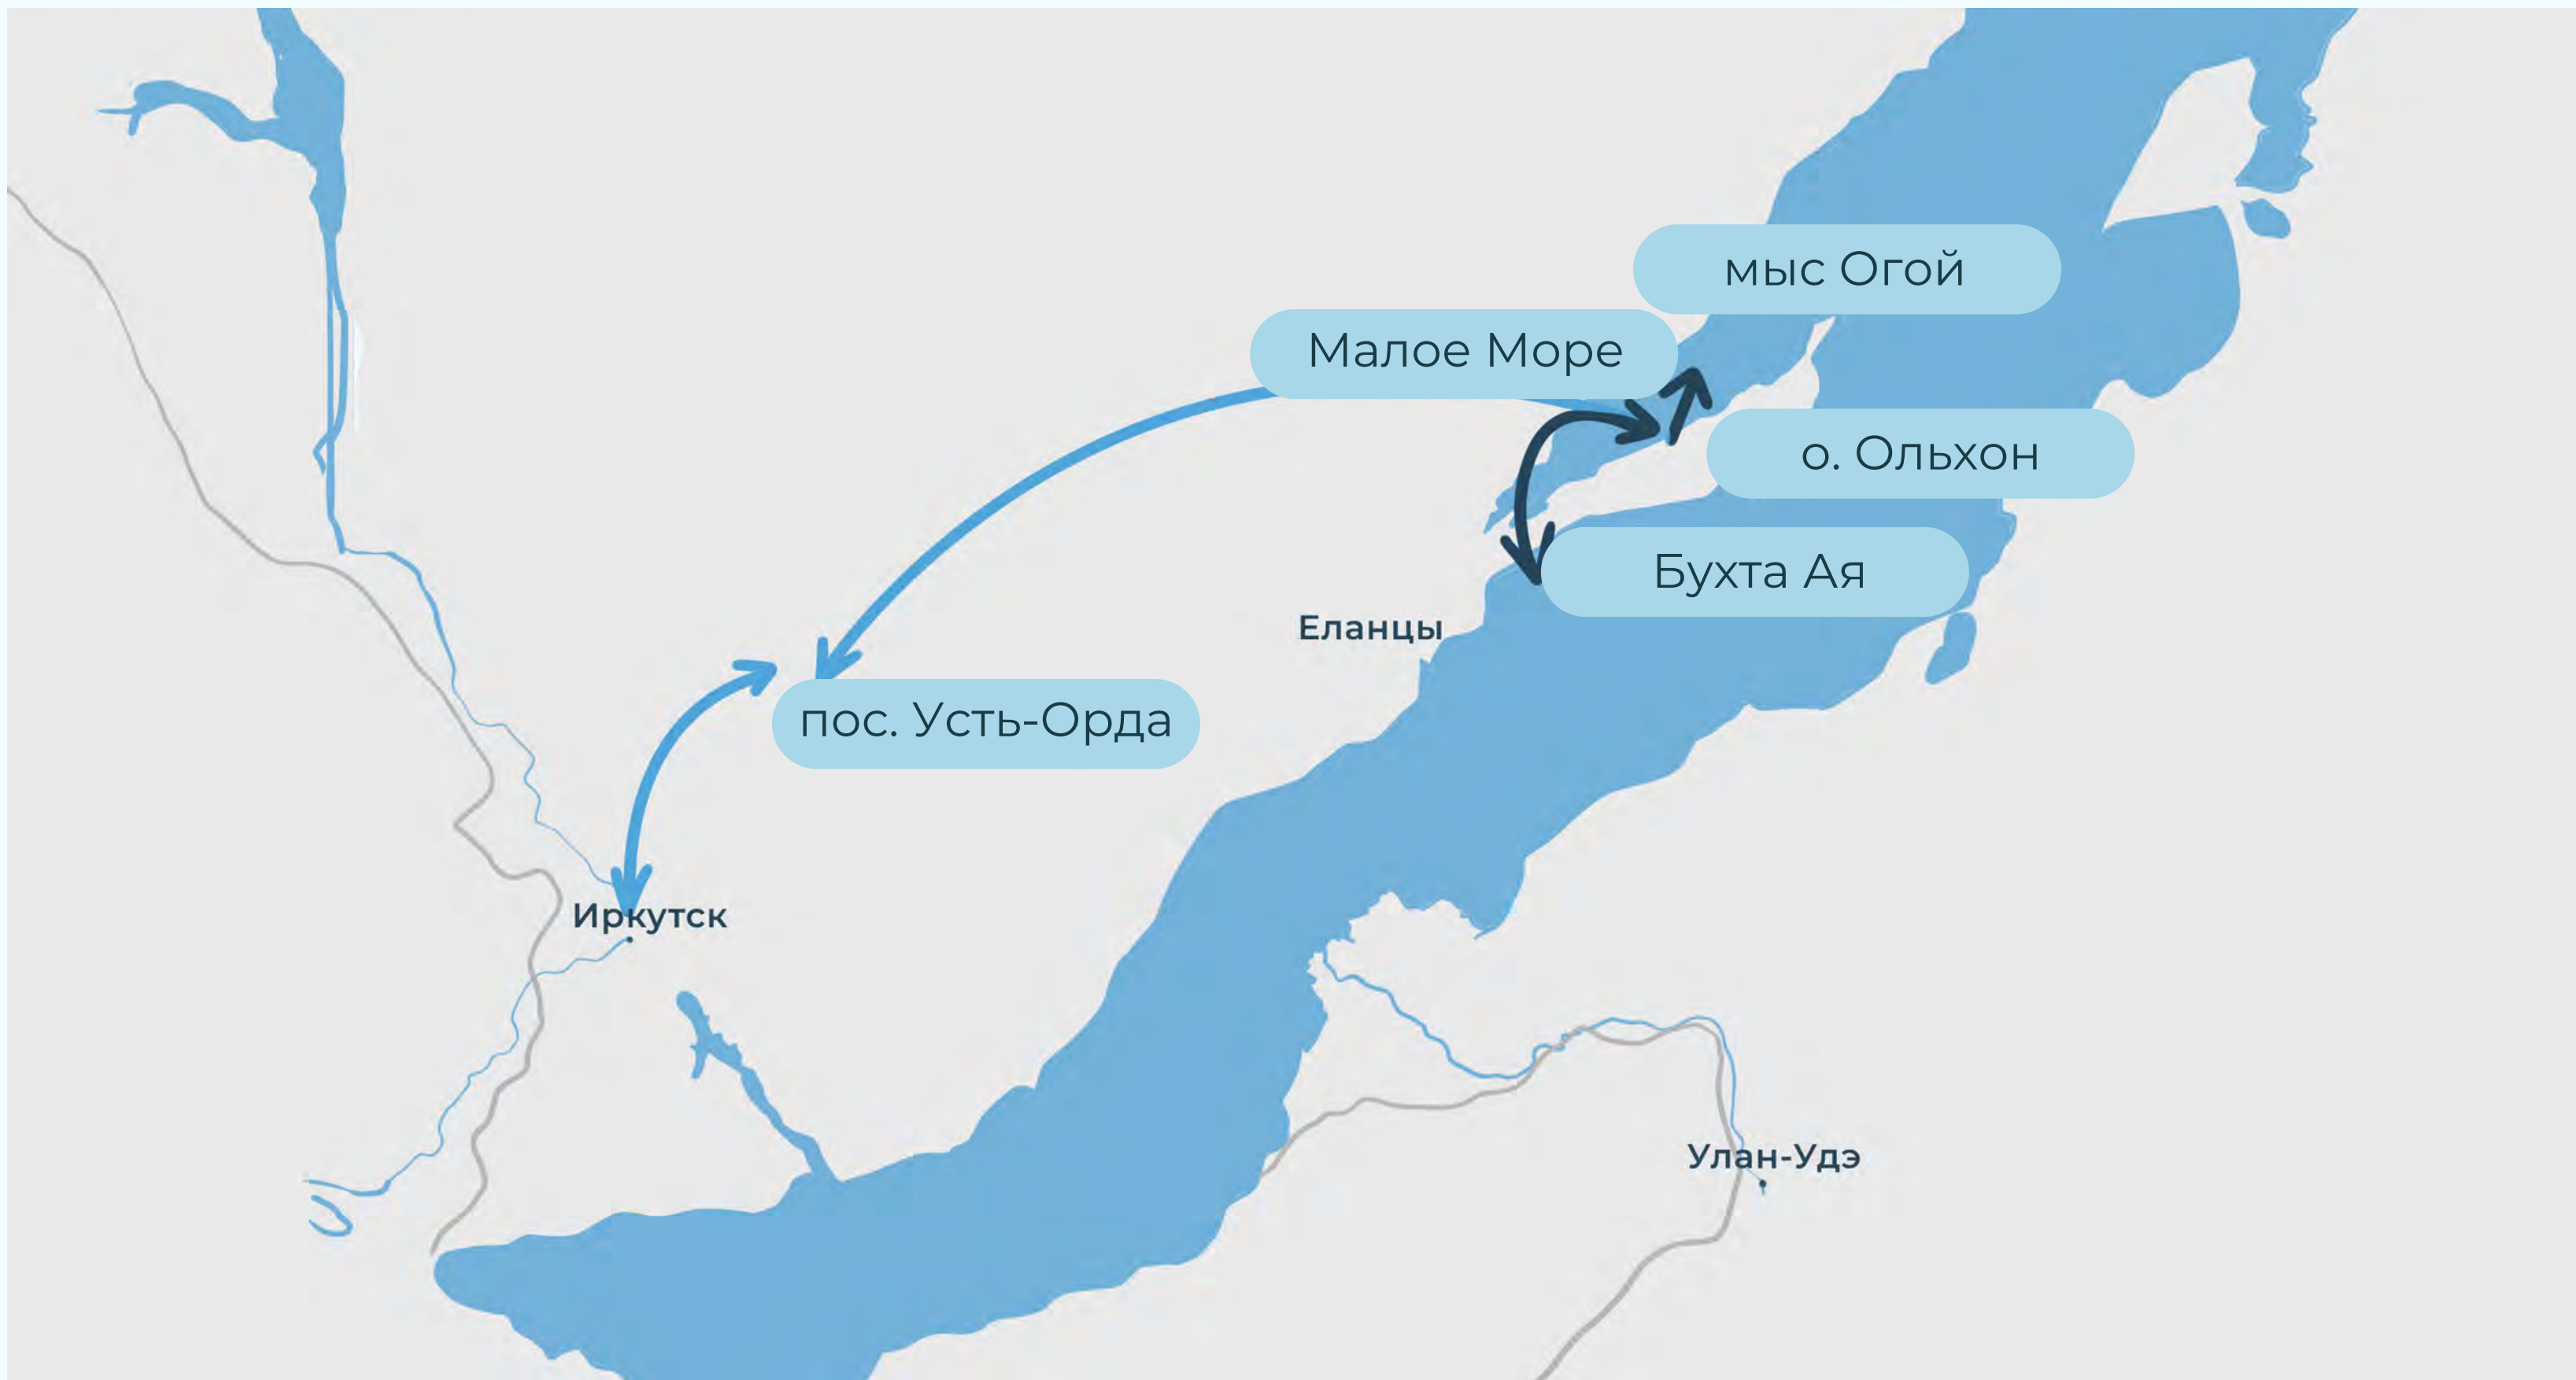 мыс Огой
Малое Море
о. Ольхон
Бухта Ая
Еланцы
пос. Усть-Орда
Иркутск
Улан-Удэ